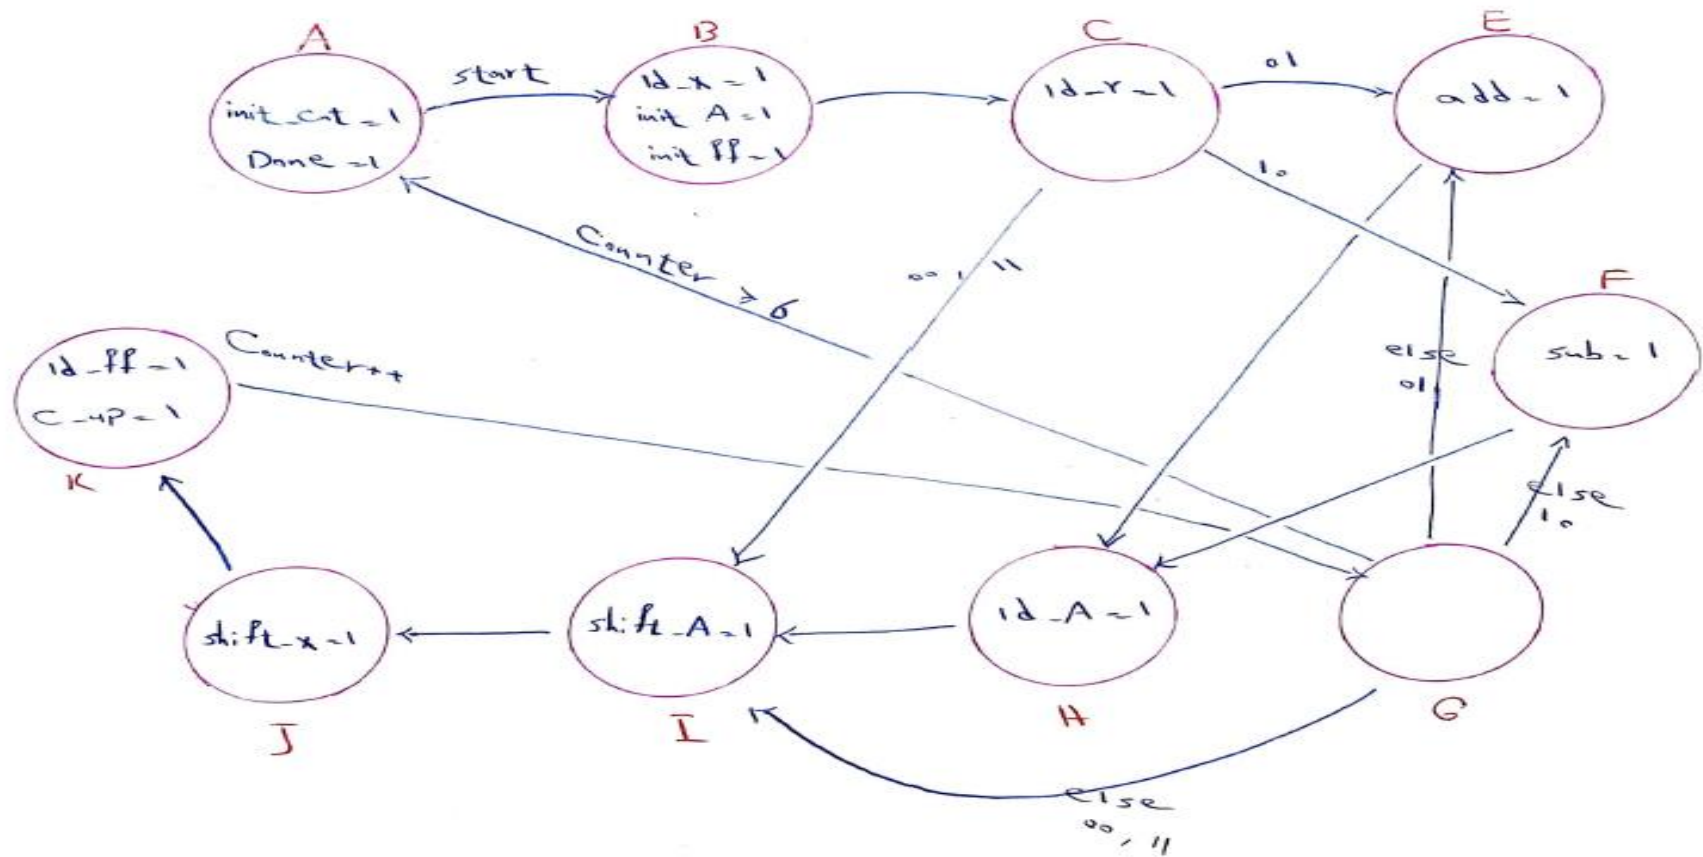 A
B
C
E
init_cnt = 1
Done = 1
start
ld_x = 1
init A = 1
init ff = 1
ld_r = 1
01
add = 1
10
Counter > 6
00, 11
F
sub = 1
else
01
ld_ff = 1
C_up = 1
Counter++
K
else
10
shift_x = 1
shift_A = 1
ld_A = 1
J
I
H
G
else
00, 11